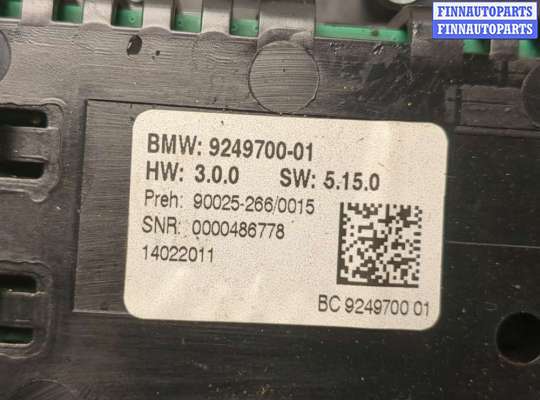 FINNAUTOPARTS
FINNAUTOPARTS
BMW: 9249700-01
HW: 3.0.0 SW: 5.15.0
Preh: 90025-266/0015
SNR: 0000486778
14022011
BC 9249700 01